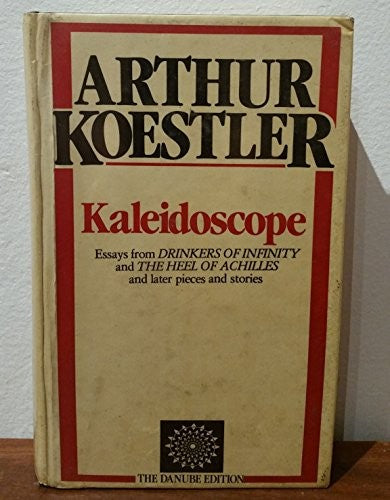 ARTHUR
KOESTLER
Kaleidoscope
Essays from DRINKERS OF INFINITY
and THE HEEL OF ACHILLES
and later pieces and stories
THE DANUBE EDITION